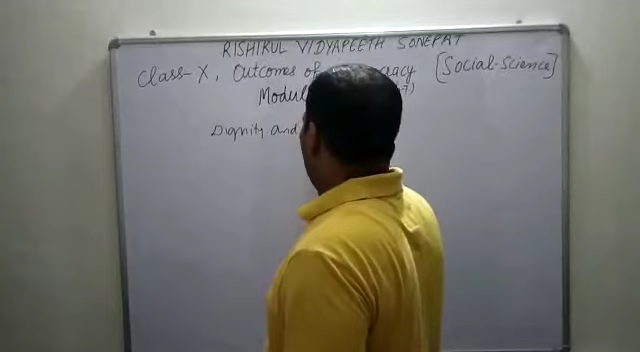 RISHIKUL VIDYAPEETH SONEPAT
Class-X, Outcomes of [Social-Science]
Dignity and